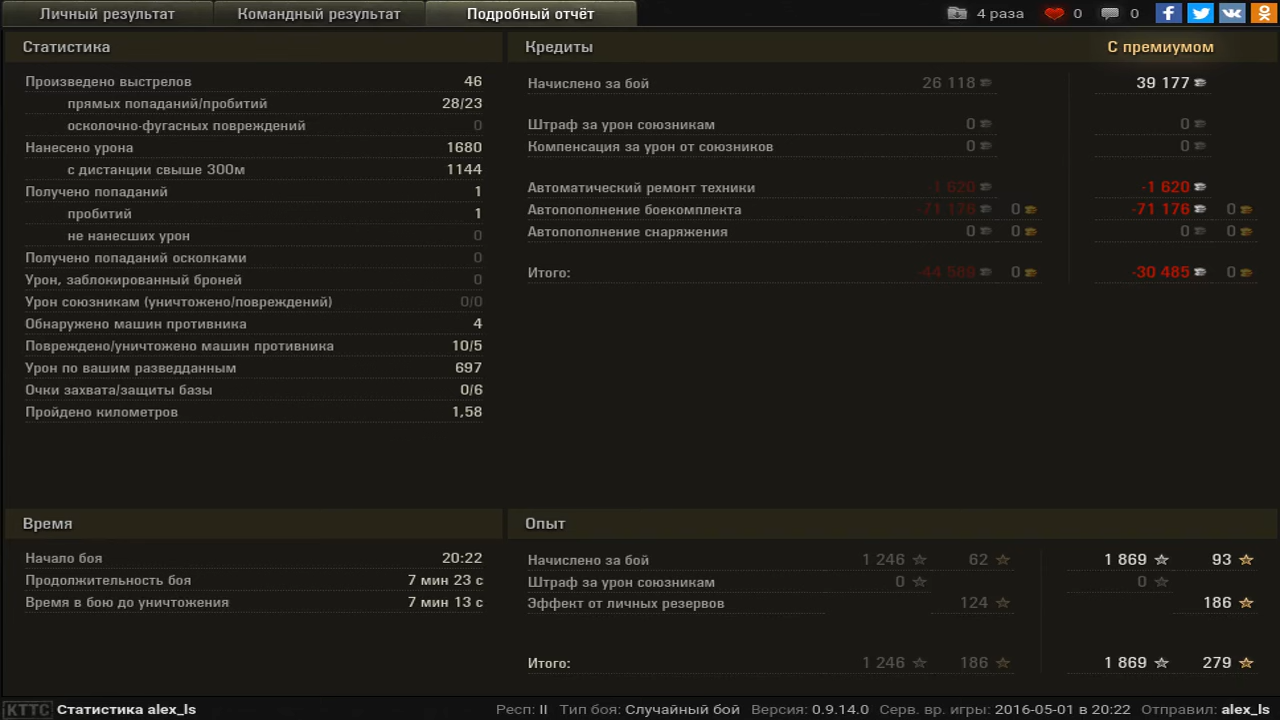 Личный результат Командный результат Подробный отчёт 4 раза 0 0
Статистика
Произведено выстрелов 46
прямых попаданий/пробитий 28/23
осколочно-фугасных повреждений 0
Нанесено урона 1680
с дистанции свыше 300м 1144
Получено попаданий 1
пробитий 1
не нанесших урон 0
Получено попаданий осколками 0
Урон, заблокированный броней 0
Урон союзникам (уничтожено/повреждений) 0/0
Обнаружено машин противника 4
Повреждено/уничтожено машин противника 10/5
Урон по вашим разведданным 697
Очки захвата/защиты базы 0/6
Пройдено километров 1,58
Кредиты С премиумом
Начислено за бой 26 118 39 177
Штраф за урон союзникам 0 0
Компенсация за урон от союзников 0 0
Автоматический ремонт техники -1 620 -1 620
Автопополнение боекомплекта -71 176 0 -71 176 0
Автопополнение снаряжения 0 0 0 0
Итого: -44 589 0 -30 485 0
Время
Начало боя 20:22
Продолжительность боя 7 мин 23 с
Время в бою до уничтожения 7 мин 13 с
Опыт
Начислено за бой 1 246 62 1 869 93
Штраф за урон союзникам 0 0
Эффект от личных резервов 124 186
Итого: 1 246 186 1 869 279
КТТС Статистика alex_ls Респ: II Тип боя: Случайный бой Версия: 0.9.14.0 Серв. вр. игры: 2016-05-01 в 20:22 Отправил: alex_ls